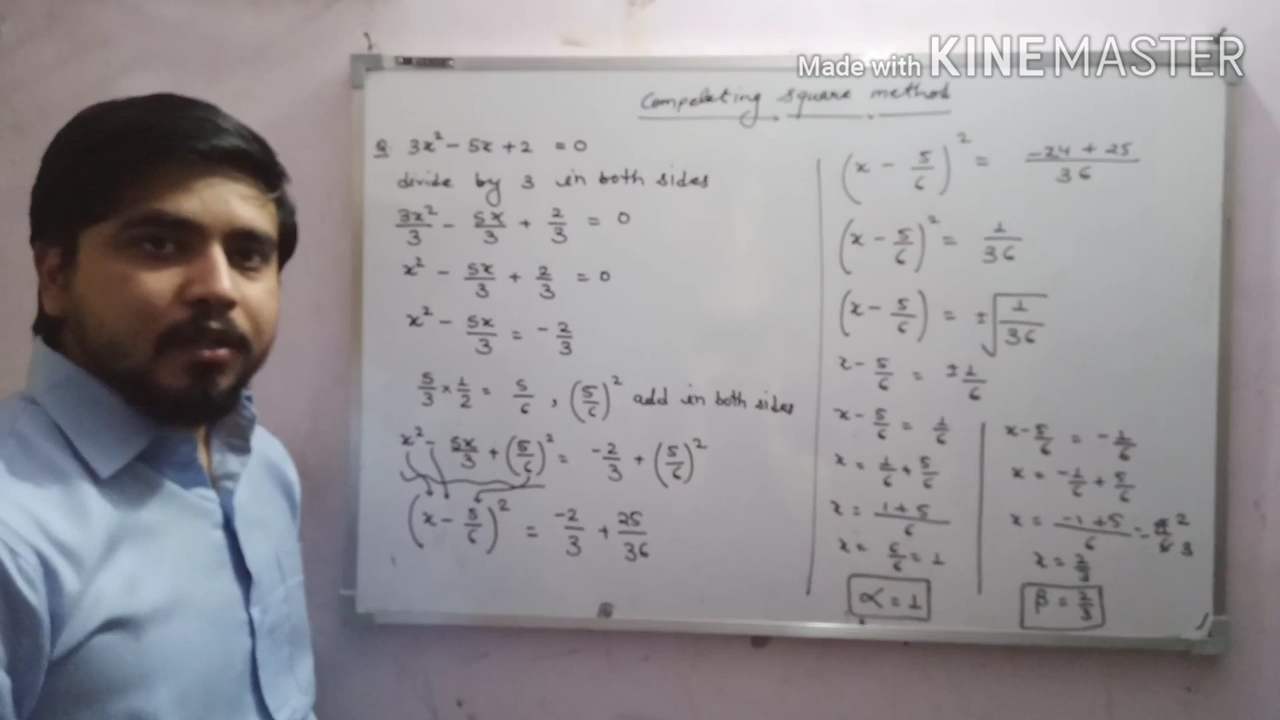 Made with KINEMASTER
Compeleting square method
Q. 3x² - 5x + 2 = 0
divide by 3 in both sides
3x²/3 - 5x/3 + 2/3 = 0
x² - 5x/3 + 2/3 = 0
x² - 5x/3 = -2/3
5/3 × 1/2 = 5/6 , (5/6)² add in both sides
x² - 5x/3 + (5/6)² = -2/3 + (5/6)²
(x - 5/6)² = -2/3 + 25/36
(x - 5/6)² = -24 + 25/36
(x - 5/6)² = 1/36
(x - 5/6) = ±√1/36
x - 5/6 = ±1/6
x - 5/6 = 1/6
x = 1/6 + 5/6
x = 1+5/6
x = 6/6 = 1
α = 1
x - 5/6 = -1/6
x = -1/6 + 5/6
x = -1+5/6 = 4/6 2 3
x = 2/3
β = 2/3